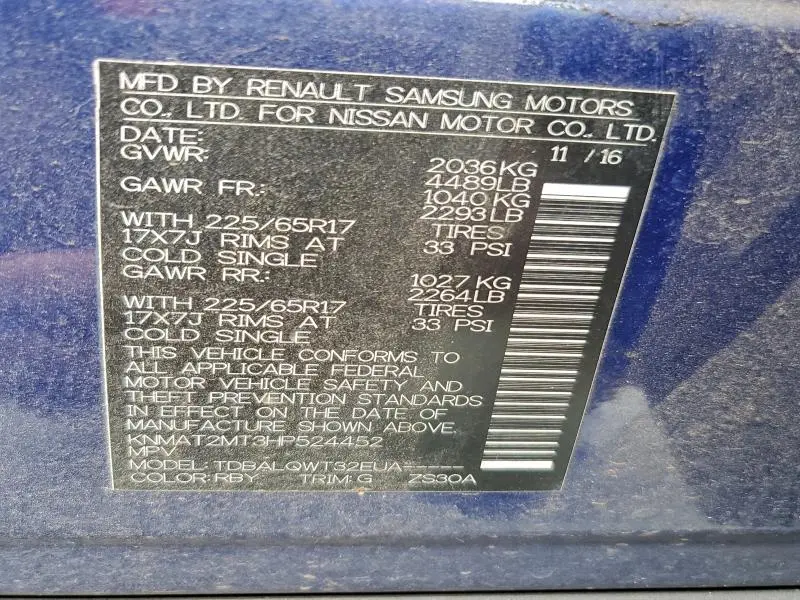 MFD BY RENAULT SAMSUNG MOTORS
CO., LTD. FOR NISSAN MOTOR CO., LTD.
DATE: 11 / 16
GVWR: 2036 KG
4489 LB
GAWR FR.: 1040 KG
2293 LB
WITH 225/65R17 TIRES
17X7J RIMS AT 33 PSI
COLD SINGLE
GAWR RR.: 1027 KG
2264 LB
WITH 225/65R17 TIRES
17X7J RIMS AT 33 PSI
COLD SINGLE
THIS VEHICLE CONFORMS TO
ALL APPLICABLE FEDERAL
MOTOR VEHICLE SAFETY AND
THEFT PREVENTION STANDARDS
IN EFFECT ON THE DATE OF
MANUFACTURE SHOWN ABOVE.
KNMAT2MT3HP524452
MPV
MODEL: TDBALQWT32EUA-----
COLOR:RBY TRIM:G ZS30A